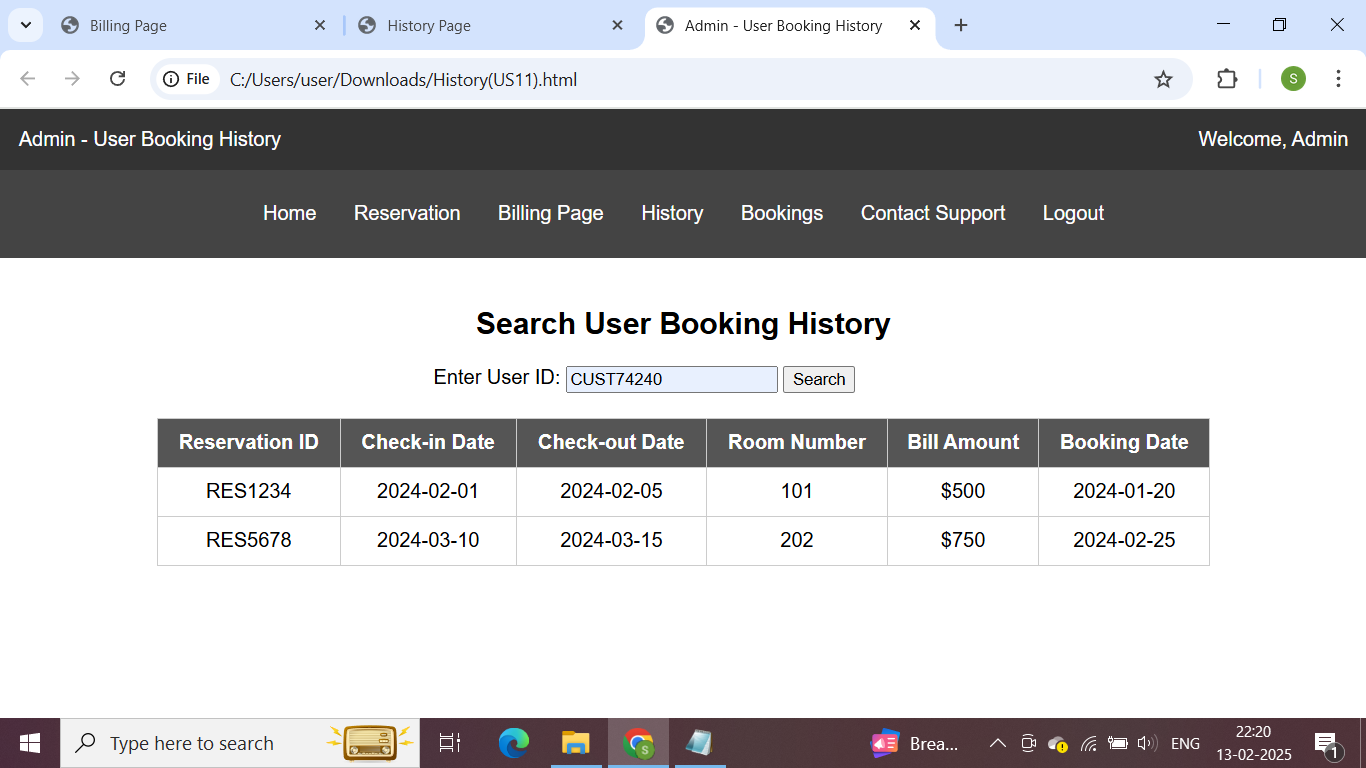 Billing Page
History Page
Admin - User Booking History
File
C:/Users/user/Downloads/History(US11).html
S
Admin - User Booking History
Welcome, Admin
Home Reservation Billing Page History Bookings Contact Support Logout
Search User Booking History
Enter User ID: CUST74240 Search
Reservation ID Check-in Date Check-out Date Room Number Bill Amount Booking Date
RES1234 2024-02-01 2024-02-05 101 $500 2024-01-20
RES5678 2024-03-10 2024-03-15 202 $750 2024-02-25
Type here to search
S
Brea...
ENG
22:20
13-02-2025
1